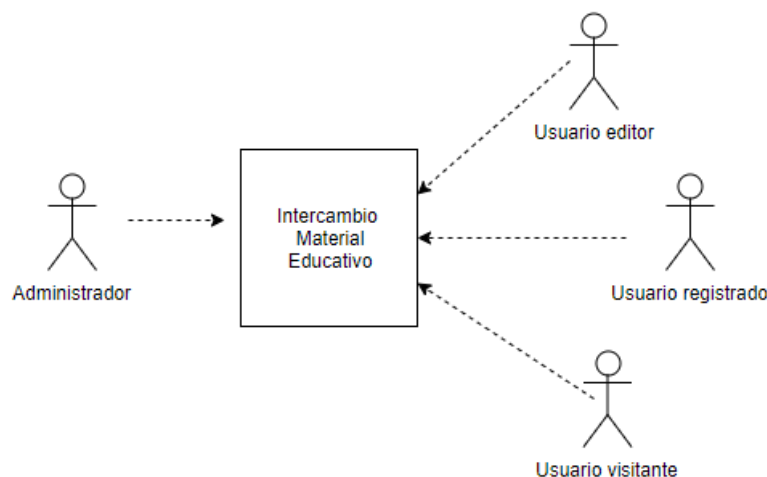 Usuario editor
Intercambio
Material
Educativo
Administrador
Usuario registrado
Usuario visitante